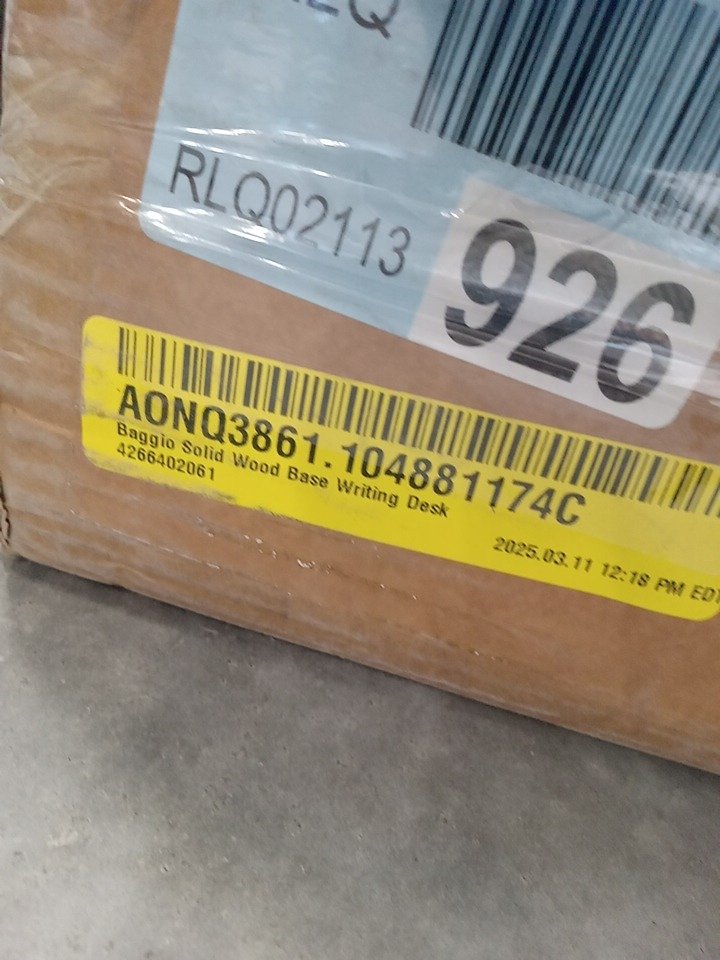 RLQ02113
926
AONQ3861.104881174C
Baggio Solid Wood Base Writing Desk
4266402061
2025.03.11 12:18 PM EDT